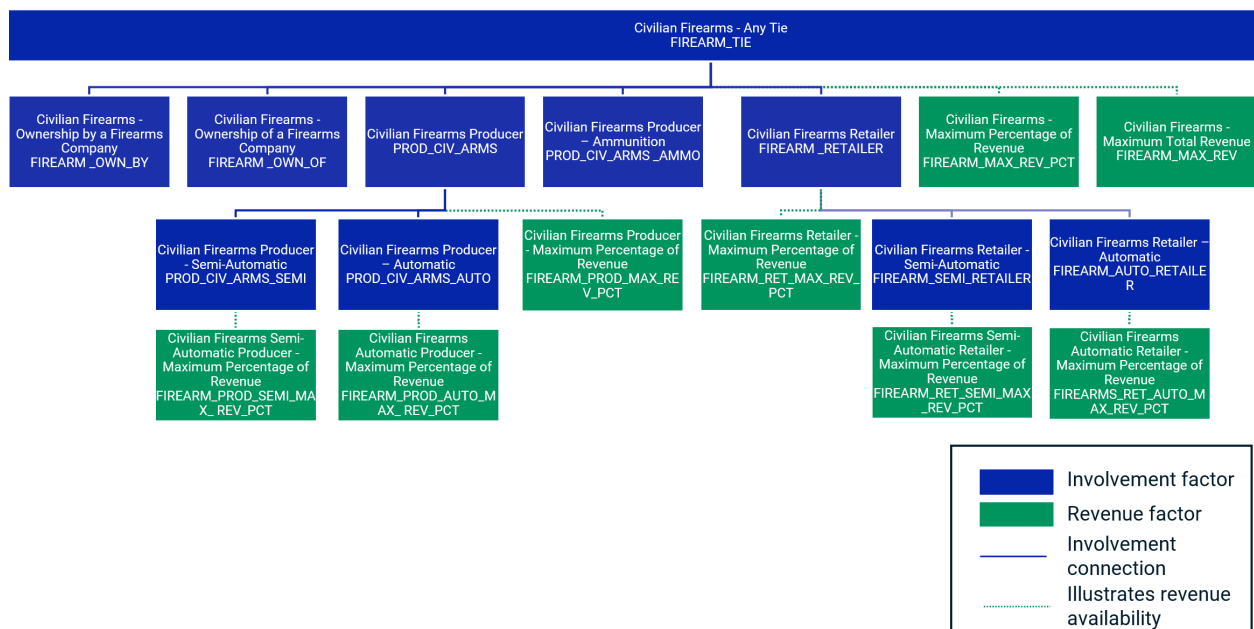 Civilian Firearms - Any Tie
FIREARM_TIE
Civilian Firearms -
Ownership by a Firearms
Company
FIREARM _OWN_BY
Civilian Firearms -
Ownership of a Firearms
Company
FIREARM _OWN_OF
Civilian Firearms Producer
PROD_CIV_ARMS
Civilian Firearms Producer
– Ammunition
PROD_CIV_ARMS _AMMO
Civilian Firearms Retailer
FIREARM _RETAILER
Civilian Firearms -
Maximum Percentage of
Revenue
FIREARM_MAX_REV_PCT
Civilian Firearms -
Maximum Total Revenue
FIREARM_MAX_REV
Civilian Firearms Producer
- Semi-Automatic
PROD_CIV_ARMS_SEMI
Civilian Firearms Producer
– Automatic
PROD_CIV_ARMS_AUTO
Civilian Firearms Producer
- Maximum Percentage of
Revenue
FIREARM_PROD_MAX_RE
V_PCT
Civilian Firearms Retailer -
Maximum Percentage of
Revenue
FIREARM_RET_MAX_REV_
PCT
Civilian Firearms Retailer -
Semi-Automatic
FIREARM_SEMI_RETAILER
Civilian Firearms Retailer –
Automatic
FIREARM_AUTO_RETAILE
R
Civilian Firearms Semi-
Automatic Producer -
Maximum Percentage of
Revenue
FIREARM_PROD_SEMI_MA
X_ REV_PCT
Civilian Firearms
Automatic Producer -
Maximum Percentage of
Revenue
FIREARM_PROD_AUTO_M
AX_ REV_PCT
Civilian Firearms Semi-
Automatic Retailer -
Maximum Percentage of
Revenue
FIREARM_RET_SEMI_MAX
_REV_PCT
Civilian Firearms
Automatic Retailer -
Maximum Percentage of
Revenue
FIREARMS_RET_AUTO_M
AX_REV_PCT
Involvement factor
Revenue factor
Involvement
connection
Illustrates revenue
availability